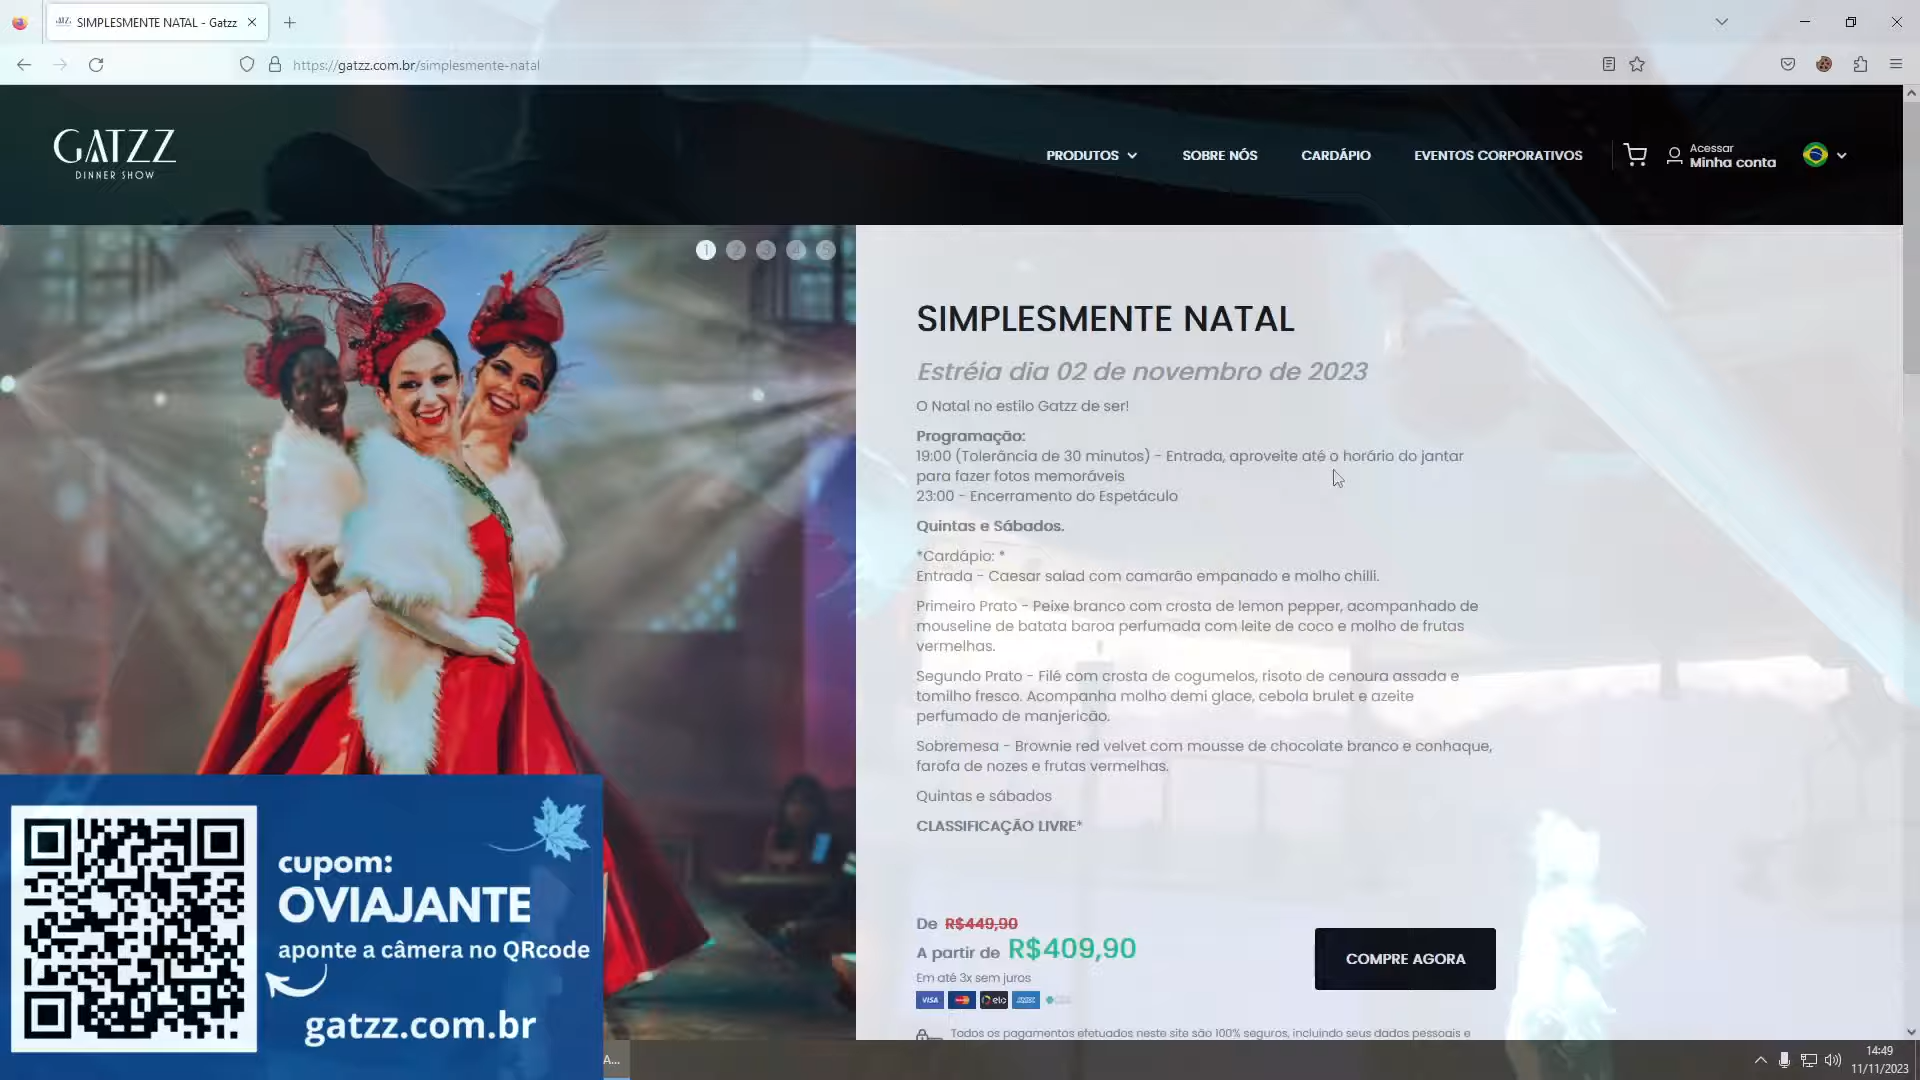 SIMPLESMENTE NATAL - Gatzz
https://gatzz.com.br/simplesmente-natal
GATZZ
DINNER SHOW
PRODUTOS
SOBRE NÓS
CARDÁPIO
EVENTOS CORPORATIVOS
Acessar
Minha conta
1 2 3 4 5
SIMPLESMENTE NATAL
Estréia dia 02 de novembro de 2023
O Natal no estilo Gatzz de ser!
Programação:
19:00 (Tolerância de 30 minutos) - Entrada, aproveite até o horário do jantar
para fazer fotos memoráveis
23:00 - Encerramento do Espetáculo
Quintas e Sábados.
*Cardápio: *
Entrada - Caesar salad com camarão empanado e molho chilli.
Primeiro Prato - Peixe branco com crosta de lemon pepper, acompanhado de
mouseline de batata baroa perfumada com leite de coco e molho de frutas
vermelhas.
Segundo Prato - Filé com crosta de cogumelos, risoto de cenoura assada e
tomilho fresco. Acompanha molho demi glace, cebola brulet e azeite
perfumado de manjericão.
Sobremesa - Brownie red velvet com mousse de chocolate branco e conhaque,
farofa de nozes e frutas vermelhas.
Quintas e sábados
CLASSIFICAÇÃO LIVRE*
De R$449,90
A partir de R$409,90
Em até 3x sem juros
VISA
elo
COMPRE AGORA
Todos os pagamentos efetuados neste site são 100% seguros, incluindo seus dados pessoais e
cupom:
OVIAJANTE
aponte a câmera no QRcode
gatzz.com.br
A...
14:49
11/11/2023